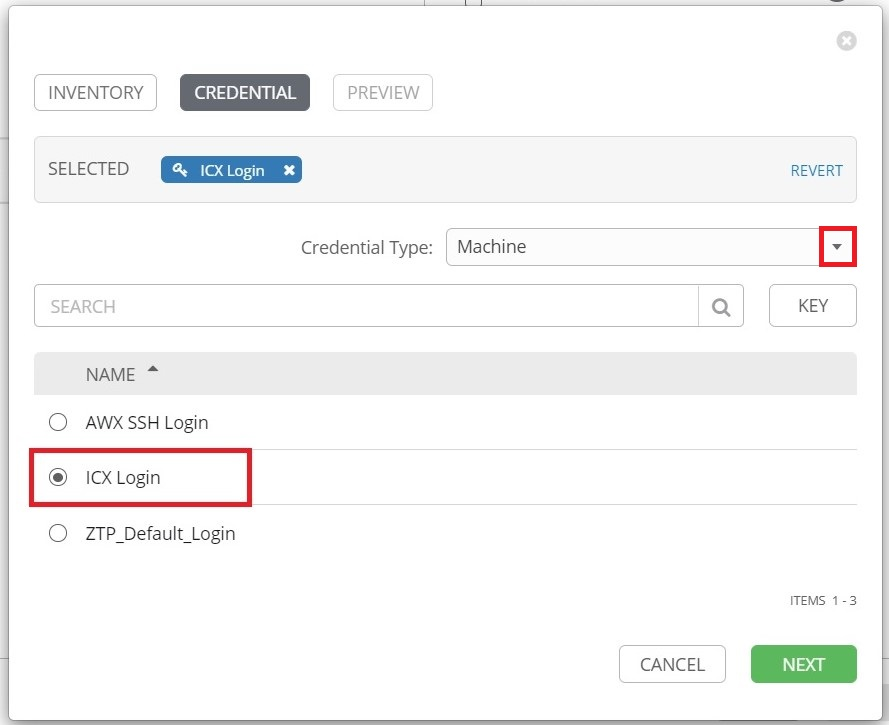 INVENTORY CREDENTIAL PREVIEW
SELECTED ICX Login REVERT
Credential Type: Machine
SEARCH KEY
NAME
AWX SSH Login
ICX Login
ZTP_Default_Login
ITEMS 1 - 3
CANCEL NEXT